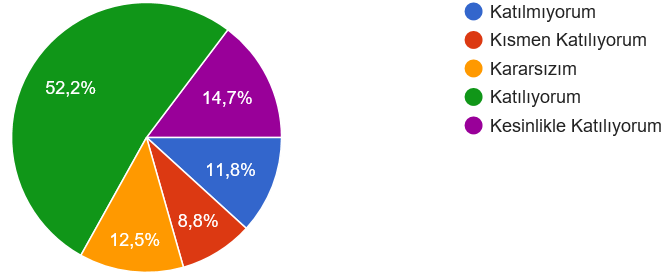 Katılmıyorum
Kısmen Katılıyorum
Kararsızım
Katılıyorum
Kesinlikle Katılıyorum
52,2%
14,7%
11,8%
8,8%
12,5%